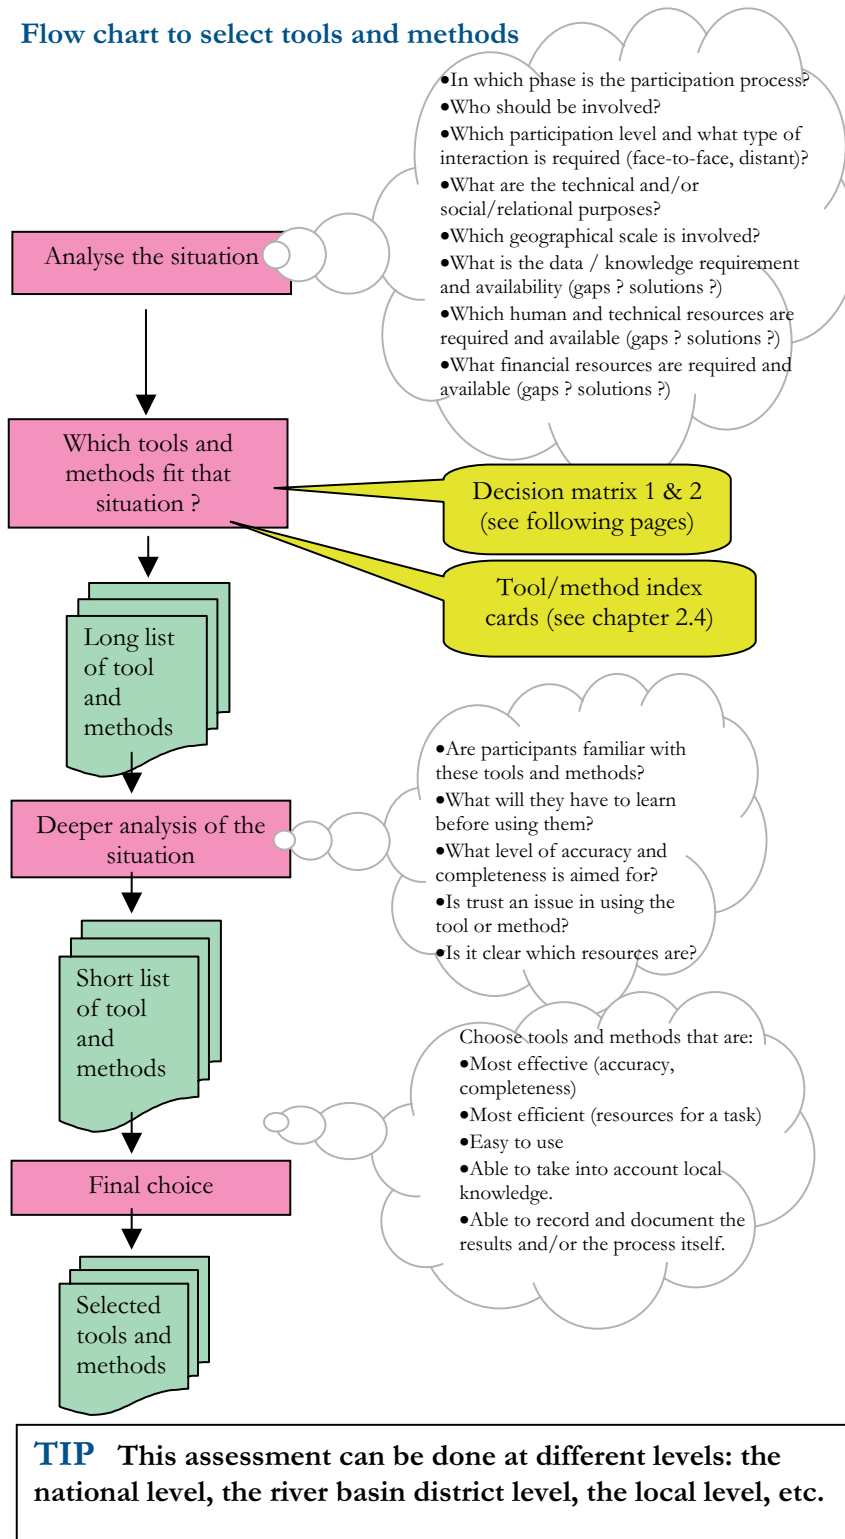 Flow chart to select tools and methods
•In which phase is the participation process?
•Who should be involved?
•Which participation level and what type of
interaction is required (face-to-face, distant)?
•What are the technical and/or
social/relational purposes?
•Which geographical scale is involved?
•What is the data / knowledge requirement
and availability (gaps ? solutions ?)
•Which human and technical resources are
required and available (gaps ? solutions ?)
•What financial resources are required and
available (gaps ? solutions ?)
Analyse the situation
Which tools and
methods fit that
situation ?
Decision matrix 1 & 2
(see following pages)
Tool/method index
cards (see chapter 2.4)
Long list
of tool
and
methods
•Are participants familiar with
these tools and methods?
•What will they have to learn
before using them?
•What level of accuracy and
completeness is aimed for?
•Is trust an issue in using the
tool or method?
•Is it clear which resources are?
Deeper analysis of the
situation
Short list
of tool
and
methods
Choose tools and methods that are:
•Most effective (accuracy,
completeness)
•Most efficient (resources for a task)
•Easy to use
•Able to take into account local
knowledge.
•Able to record and document the
results and/or the process itself.
Final choice
Selected
tools and
methods
TIP This assessment can be done at different levels: the
national level, the river basin district level, the local level, etc.